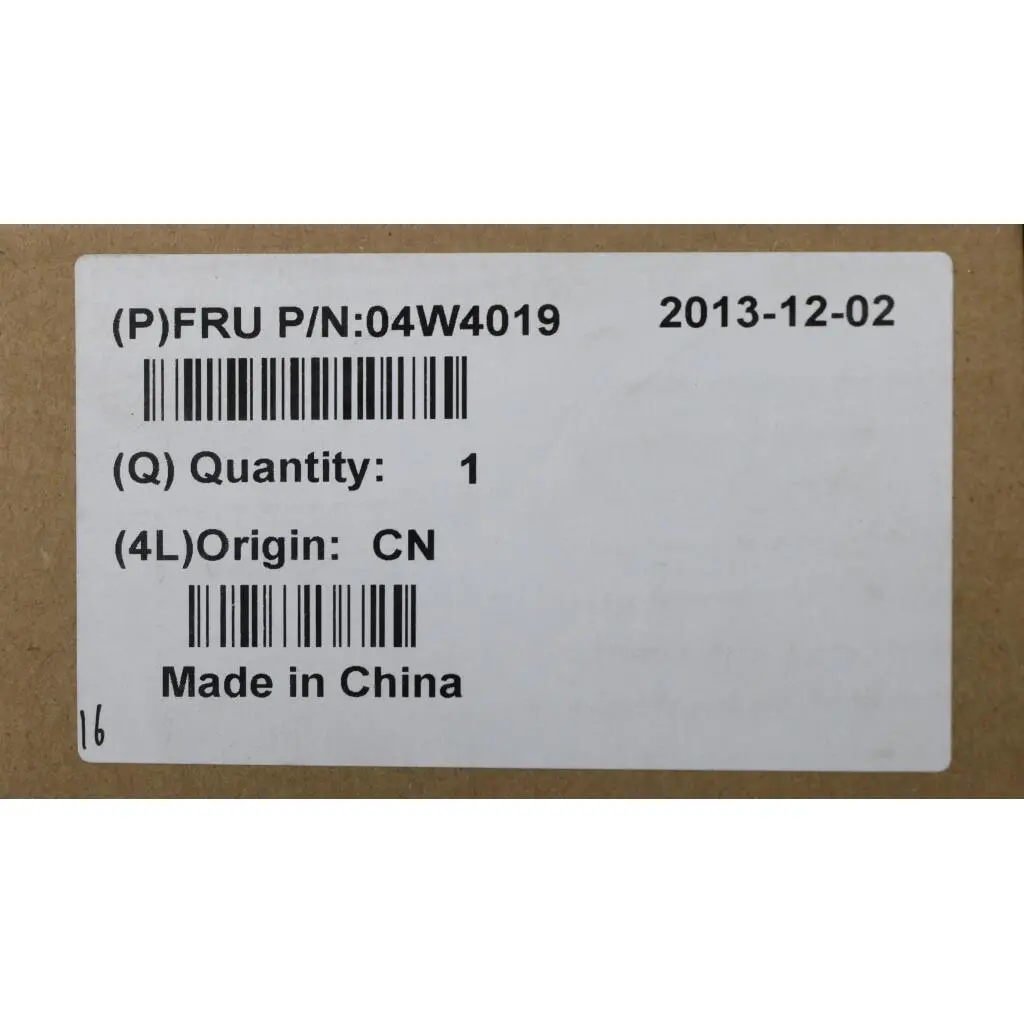 (P)FRU P/N:04W4019 2013-12-02
(Q) Quantity: 1
(4L)Origin: CN
Made in China
16